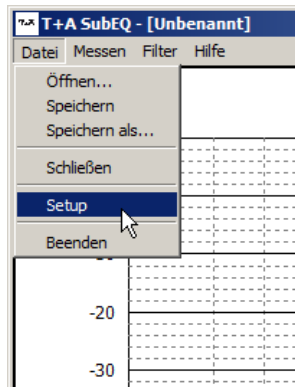 T+A SubEQ - [Unbenannt]
Datei Messen Filter Hilfe
Öffnen...
Speichern
Speichern als...
Schließen
Setup
Beenden
-20
-30